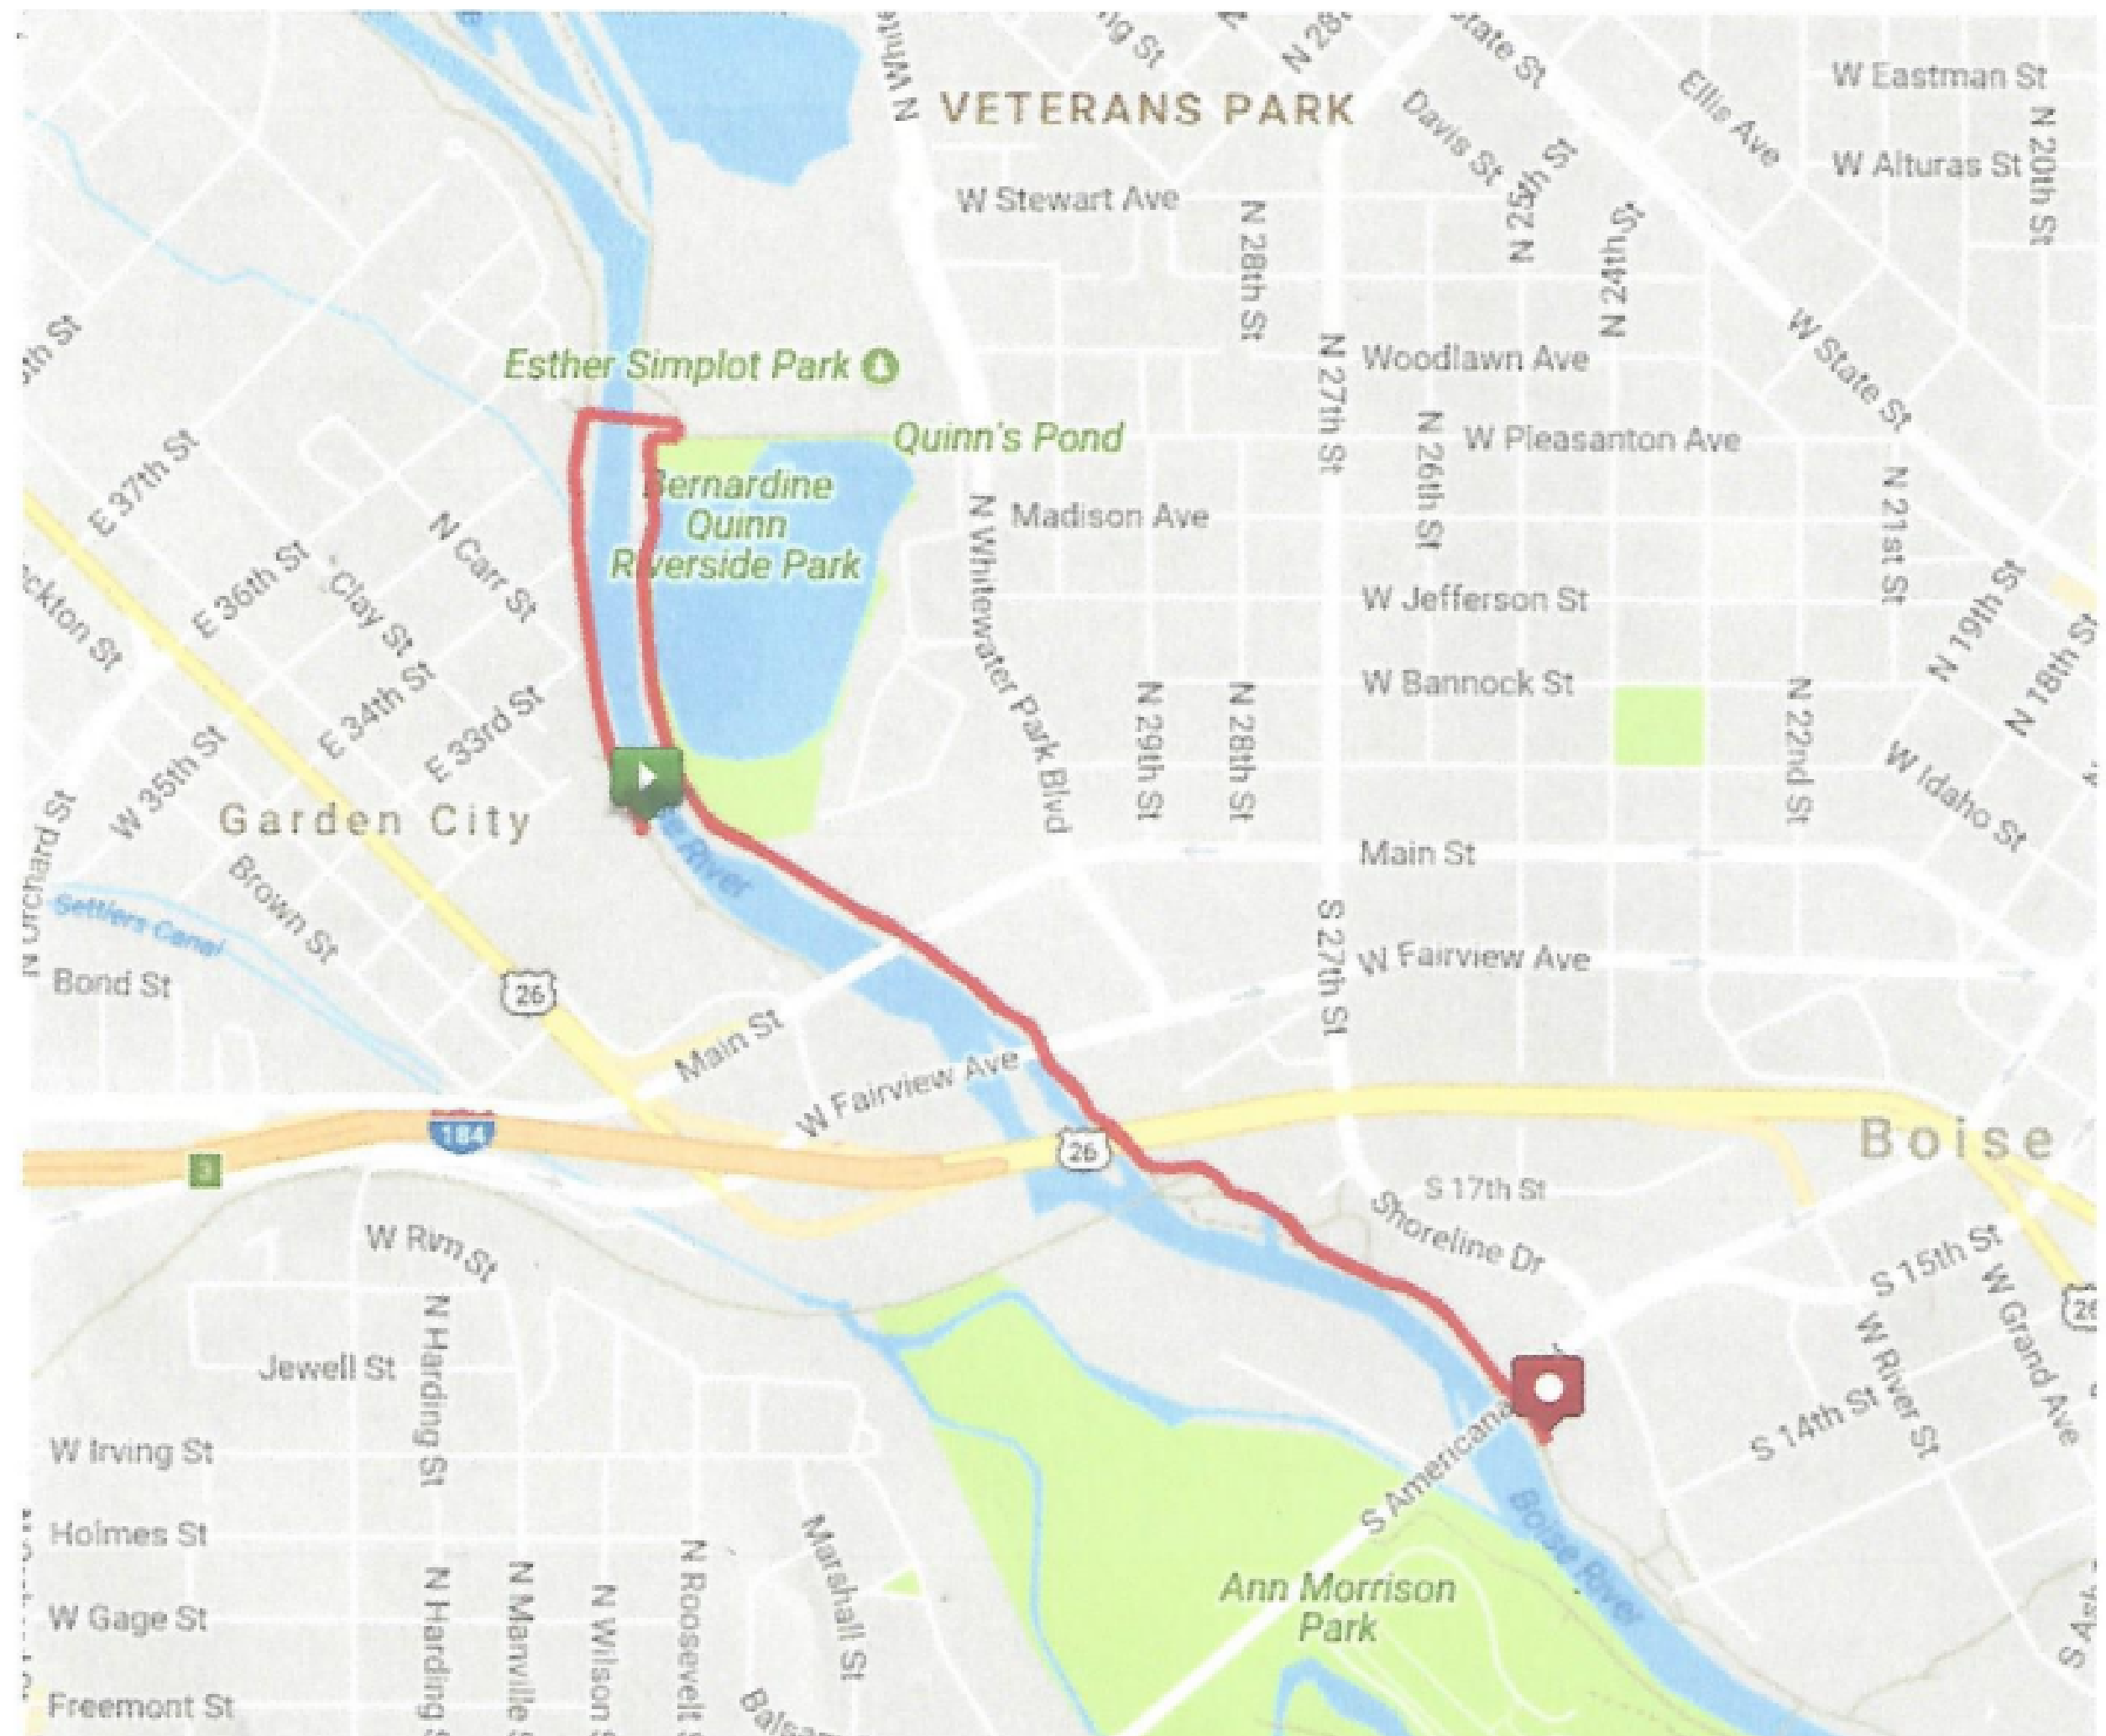 VETERANS PARK
W Eastman St
Ellis Ave
Davis St
N 25th St
W Alturas St
N 20th St
W Stewart Ave
N 28th St
N 24th St
W State St
Esther Simplot Park
Woodlawn Ave
N 27th St
Quinn's Pond
N 26th St
W Pleasanton Ave
E 37th St
Bernardine
Quinn
Riverside Park
N Carr St
N Whitewater Park Blvd
Madison Ave
N 21st St
E 36th St
Clay St
W Jefferson St
N 19th St
N 18th St
E 34th St
E 33rd St
W Bannock St
N 29th St
N 28th St
N 22nd St
W 35th St
W Idaho St
Garden City
N Orchard St
River
Main St
Brown St
Settlers Canal
Bond St
26
S 27th St
W Fairview Ave
Main St
W Fairview Ave
184
3
26
Boise
S 17th St
Shoreline Dr
W Rim St
S 15th St
W Grand Ave
26
N Harding St
Jewell St
W River St
S Americana
S 14th St
W Irving St
Boise River
Holmes St
Marshall St
Ann Morrison
Park
W Gage St
N Harding S
N Manville S
N Wilson S
N Roosevelt S
Freemont St